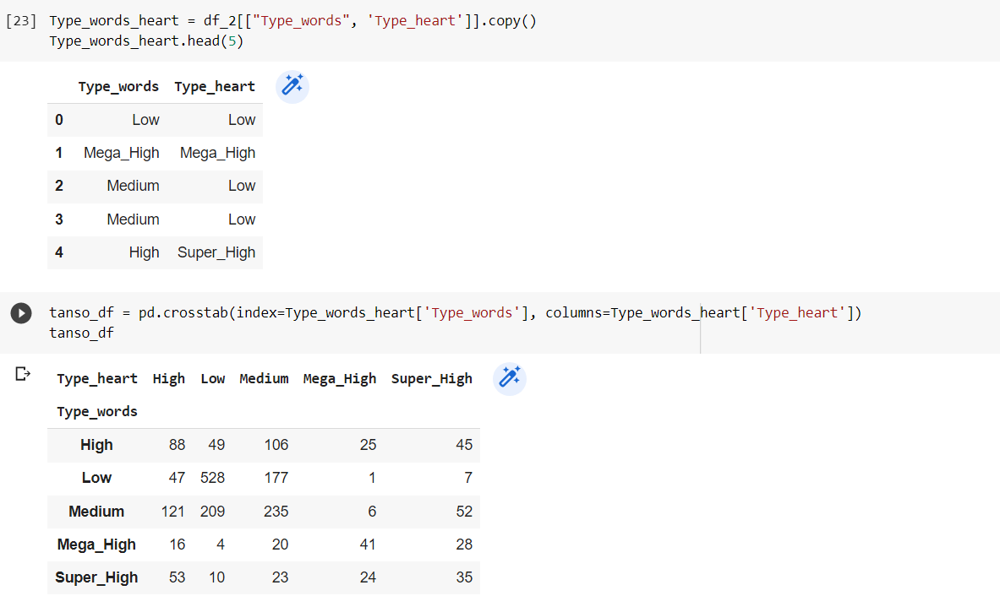 [23] Type_words_heart = df_2[["Type_words", 'Type_heart']].copy()
Type_words_heart.head(5)
Type_words Type_heart
0 Low Low
1 Mega_High Mega_High
2 Medium Low
3 Medium Low
4 High Super_High
tanso_df = pd.crosstab(index=Type_words_heart['Type_words'], columns=Type_words_heart['Type_heart'])
tanso_df
Type_heart High Low Medium Mega_High Super_High
Type_words
High 88 49 106 25 45
Low 47 528 177 1 7
Medium 121 209 235 6 52
Mega_High 16 4 20 41 28
Super_High 53 10 23 24 35